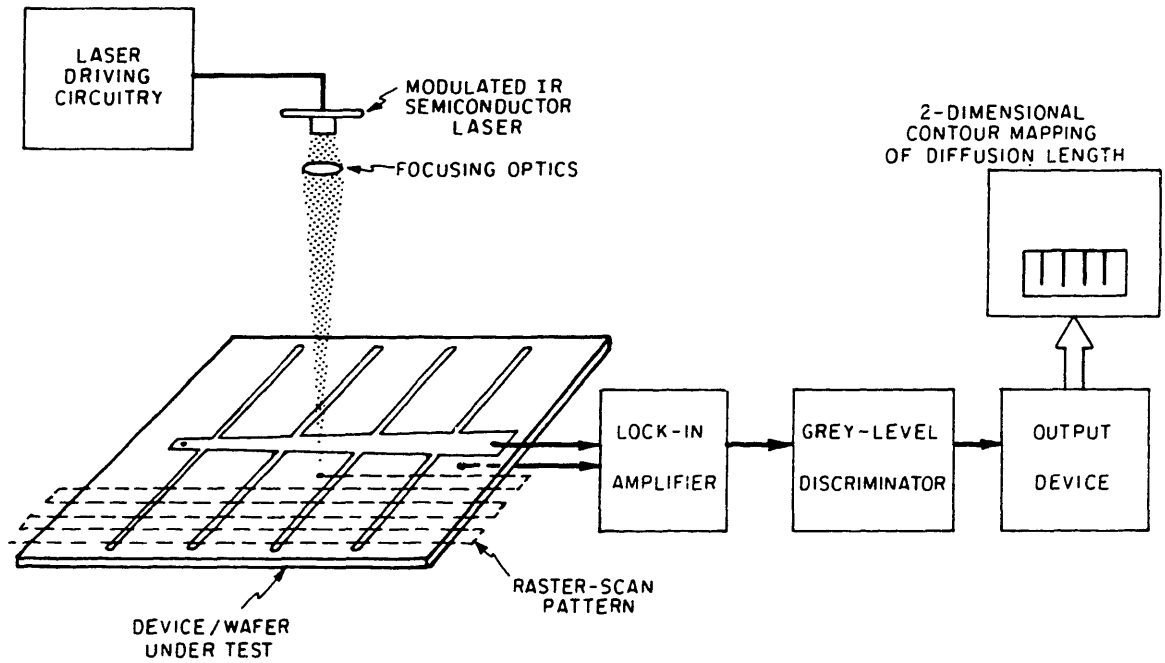 LASER
DRIVING
CIRCUITRY
MODULATED IR
SEMICONDUCTOR
LASER
FOCUSING OPTICS
2-DIMENSIONAL
CONTOUR MAPPING
OF DIFFUSION LENGTH
LOCK-IN
AMPLIFIER
GREY-LEVEL
DISCRIMINATOR
OUTPUT
DEVICE
RASTER-SCAN
PATTERN
DEVICE/WAFER
UNDER TEST